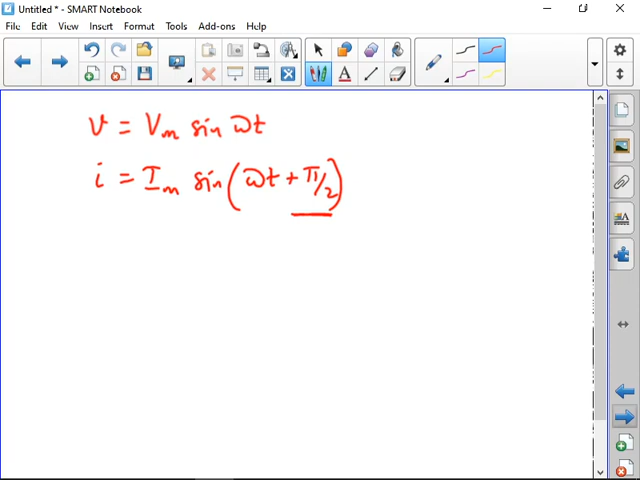 Untitled * - SMART Notebook
File Edit View Insert Format Tools Add-ons Help
v = Vm sin ωt
i = Im sin(ωt + π/2)